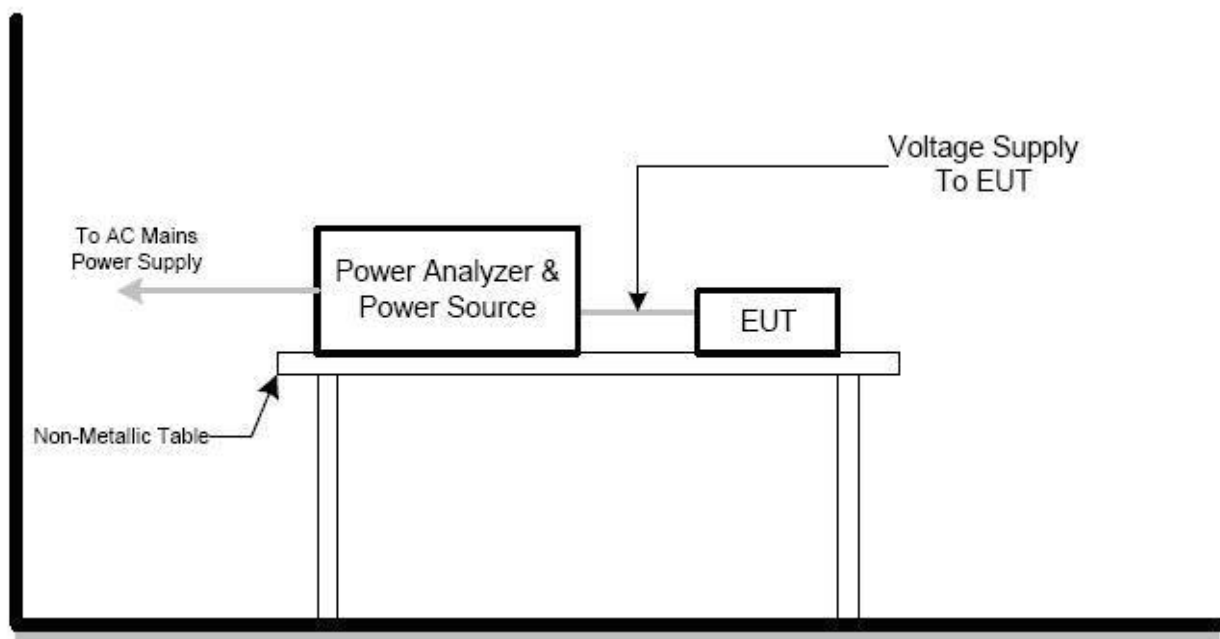 Voltage Supply
To EUT
To AC Mains
Power Supply
Power Analyzer &
Power Source
EUT
Non-Metallic Table